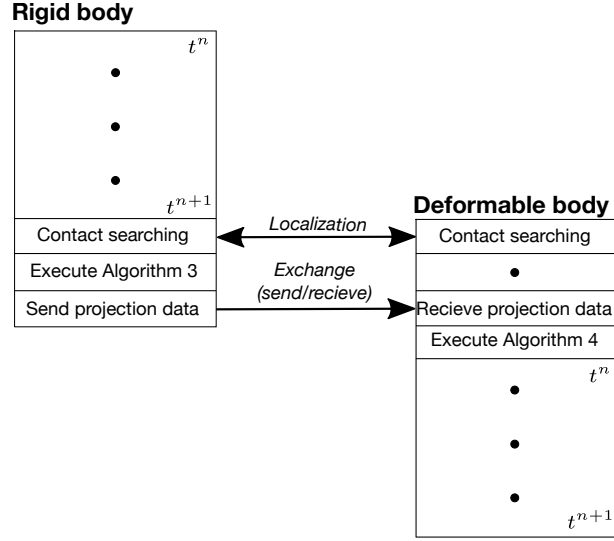 Rigid body
t^n
t^{n+1}
Contact searching
Execute Algorithm 3
Send projection data
Localization
Exchange
(send/recieve)
Deformable body
Contact searching
Recieve projection data
Execute Algorithm 4
t^n
t^{n+1}